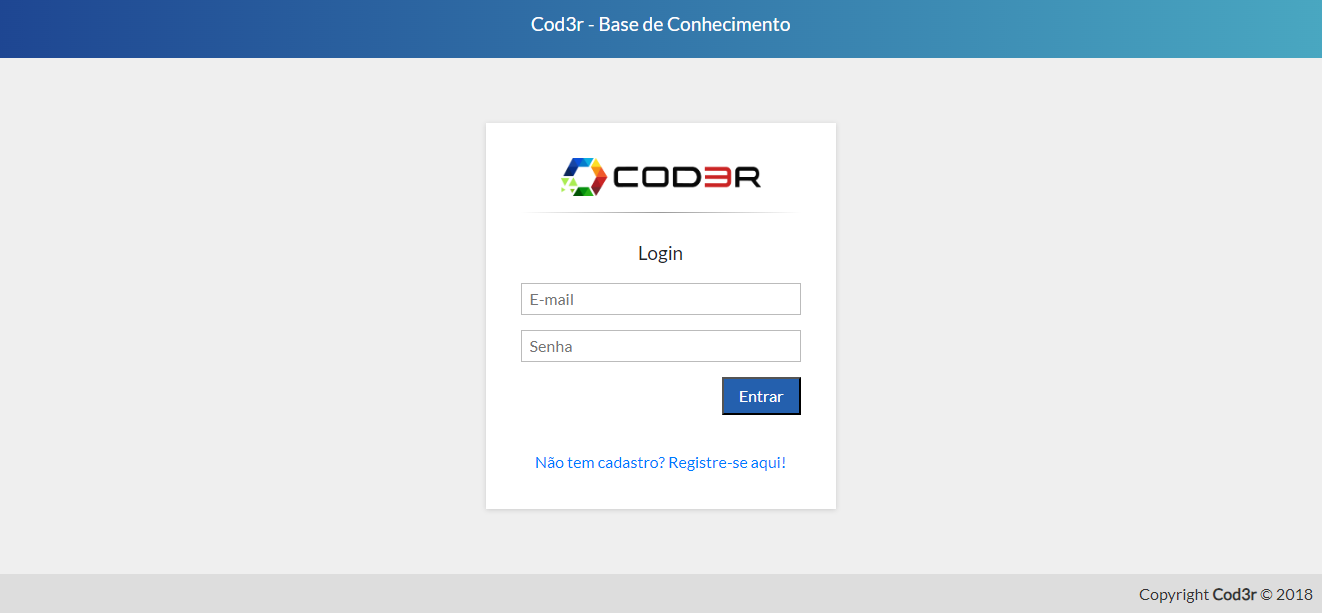 Cod3r - Base de Conhecimento
COD3R
Login
E-mail
Senha
Entrar
Não tem cadastro? Registre-se aqui!
Copyright Cod3r © 2018